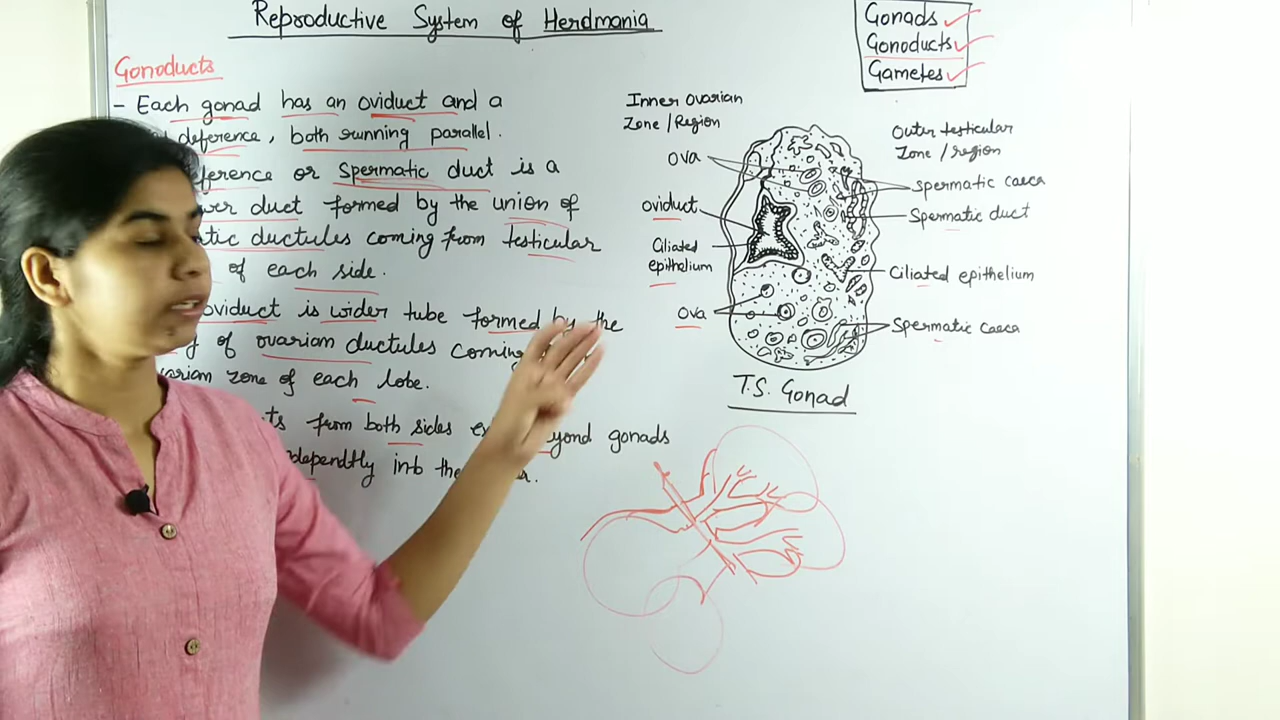 Reproductive System of Herdmania
Gonads
Gonoducts
Gametes
Gonoducts
- Each gonad has an oviduct and a
deference, both running parallel.
or spermatic duct is a
duct formed by the union of
ductules coming from testicular
of each side.
oviduct is wider tube formed by the
of ovarian ductules coming
zone of each lobe.
from both sides gonads
into
Inner ovarian
Zone / Region
Ova
oviduct
Ciliated
epithelium
Ova
Outer testicular
Zone / region
Spermatic caeca
Spermatic duct
Ciliated epithelium
Spermatic caeca
T.S. Gonad